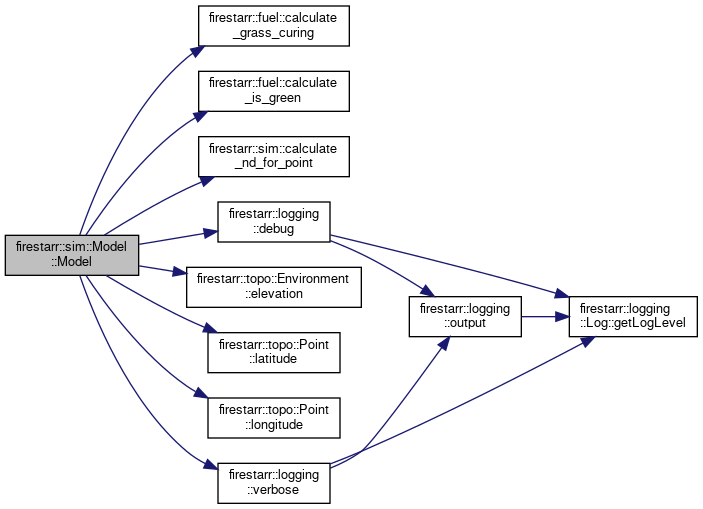 firestarr::fuel::calculate
_grass_curing
firestarr::fuel::calculate
_is_green
firestarr::sim::calculate
_nd_for_point
firestarr::logging
::debug
firestarr::sim::Model
::Model
firestarr::topo::Environment
::elevation
firestarr::logging
::output
firestarr::logging
::Log::getLogLevel
firestarr::topo::Point
::latitude
firestarr::topo::Point
::longitude
firestarr::logging
::verbose